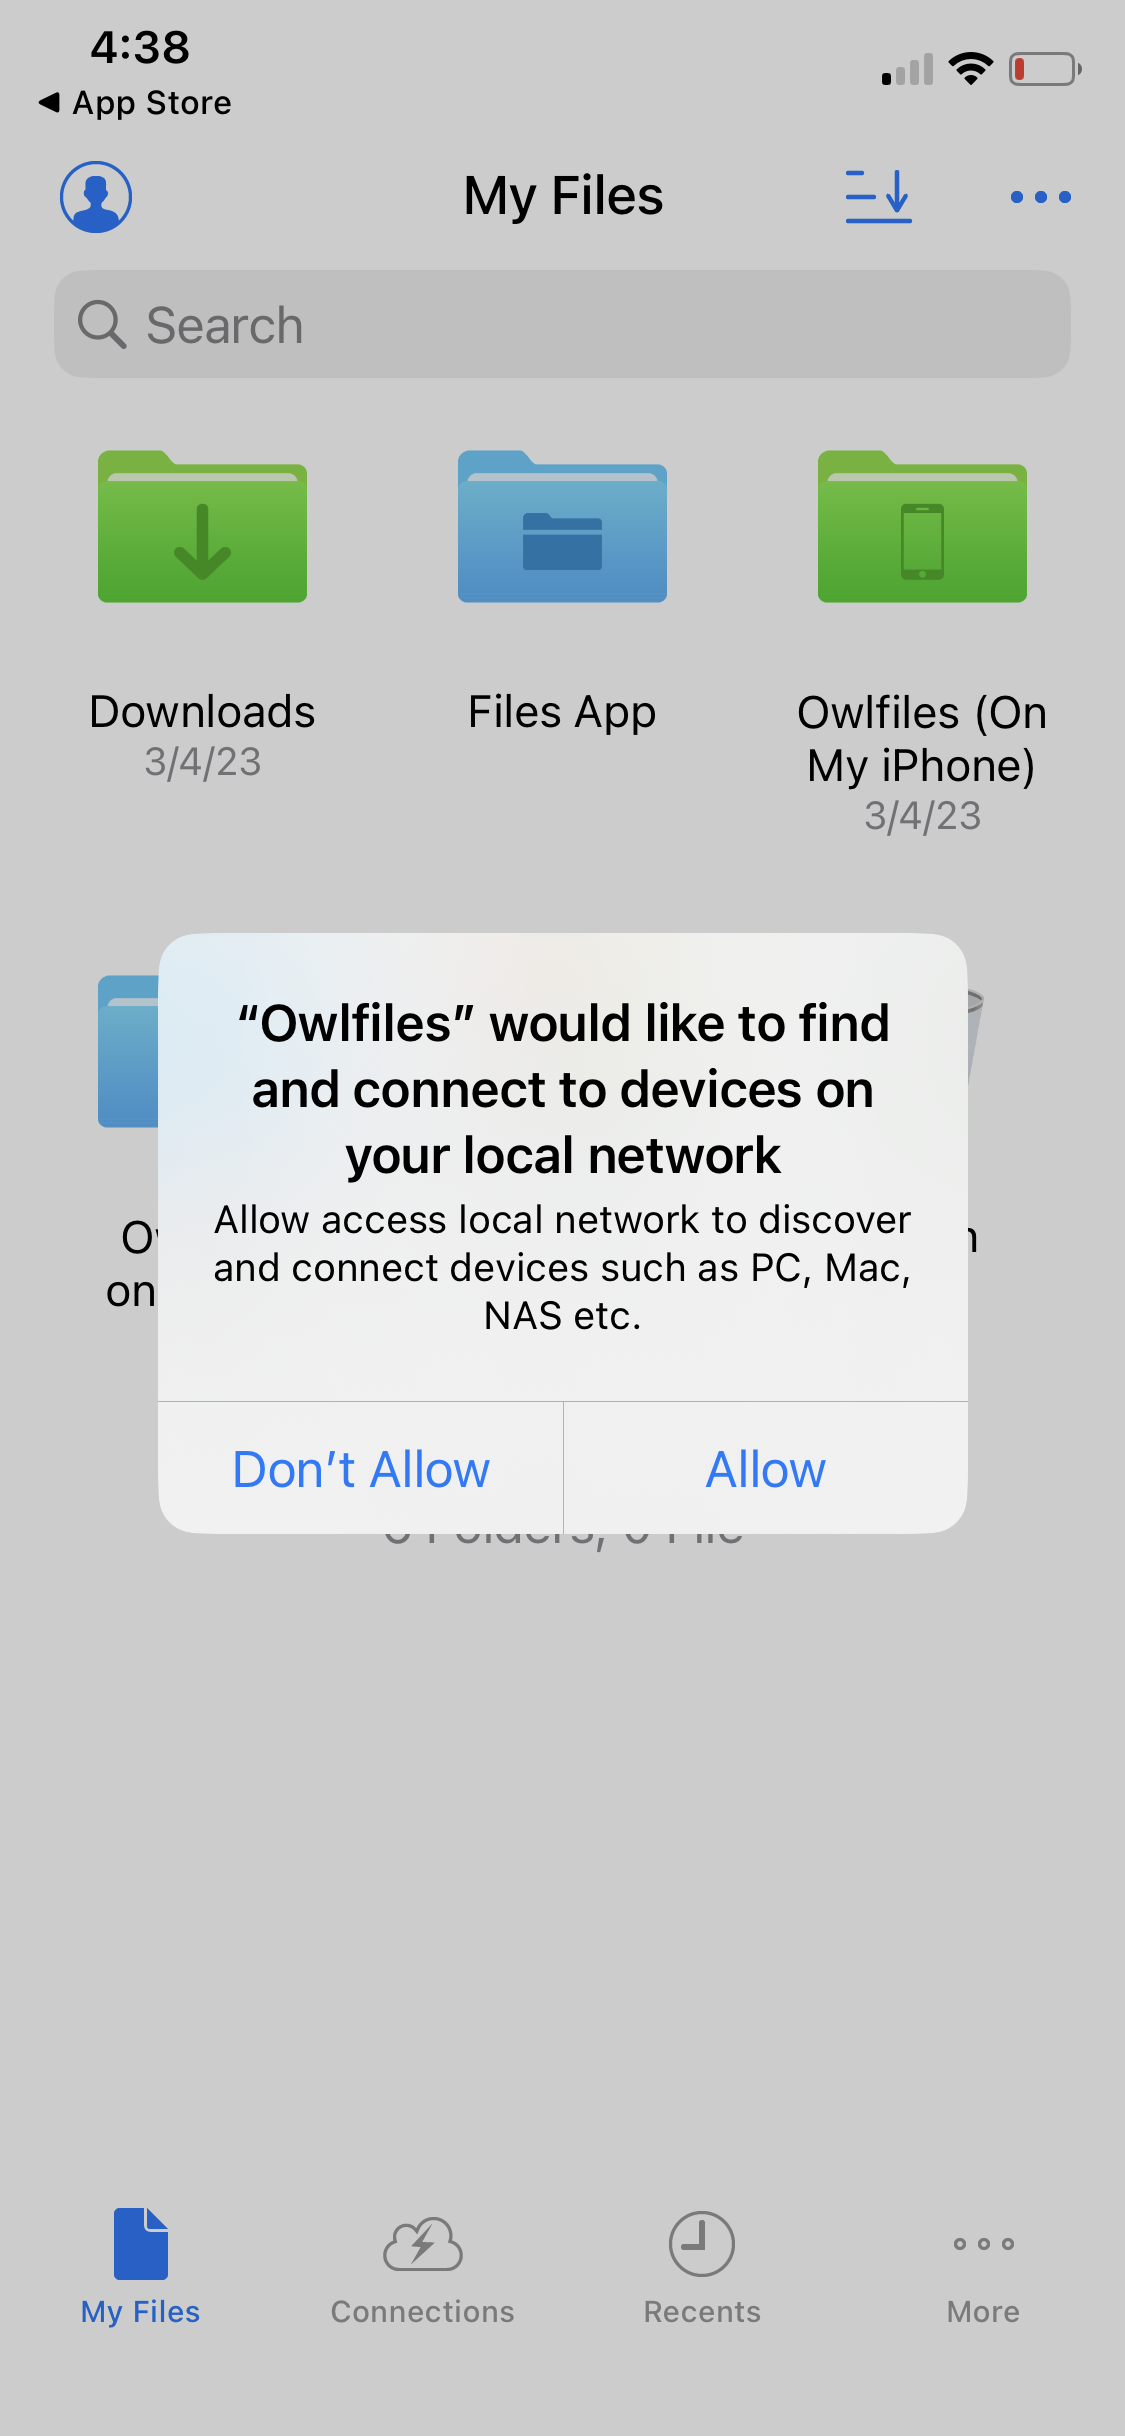 4:38
App Store
My Files
Search
Downloads
3/4/23
Files App
Owlfiles (On
My iPhone)
3/4/23
“Owlfiles” would like to find
and connect to devices on
your local network
Allow access local network to discover
and connect devices such as PC, Mac,
NAS etc.
on
Don’t Allow
Allow
Folders,
File
My Files
Connections
Recents
More